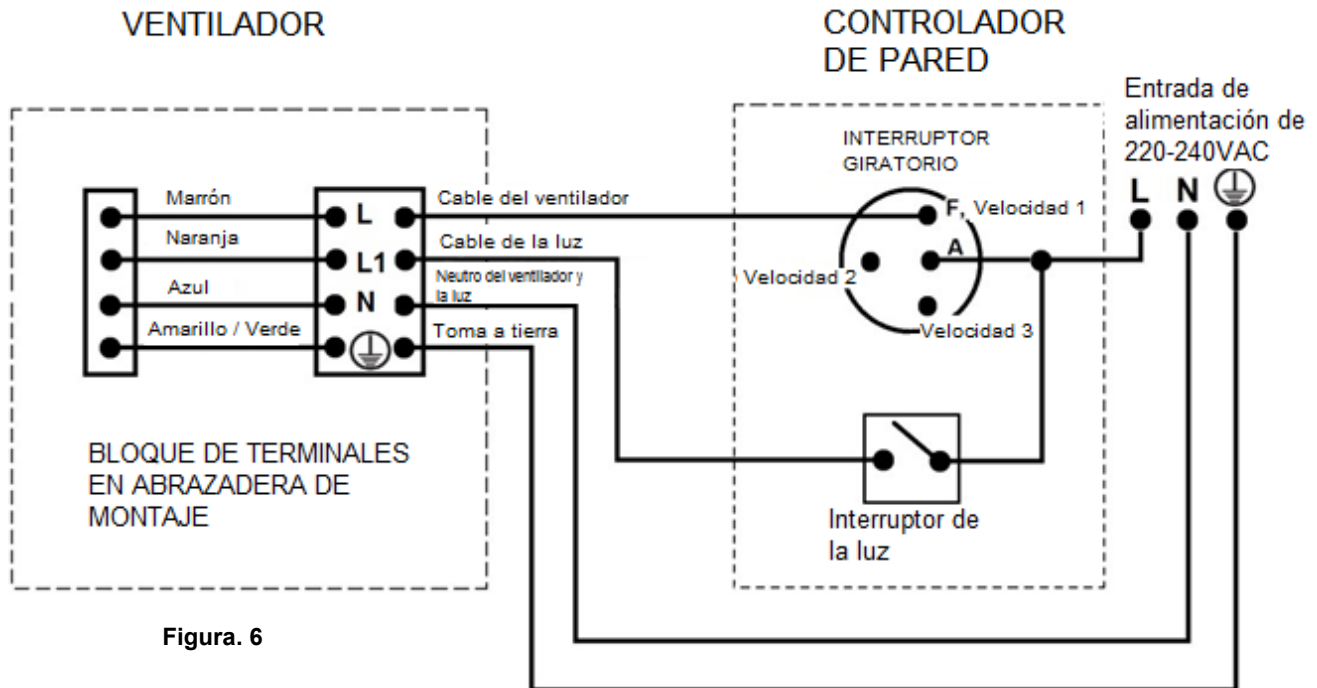 VENTILADOR
CONTROLADOR
DE PARED
Entrada de
alimentación de
220-240VAC
L N
INTERRUPTOR
GIRATORIO
F, Velocidad 1
A
Velocidad 2
Velocidad 3
Marrón
Naranja
Azul
Amarillo / Verde
L
L1
N
Cable del ventilador
Cable de la luz
Neutro del ventilador y
la luz
Toma a tierra
BLOQUE DE TERMINALES
EN ABRAZADERA DE
MONTAJE
Interruptor de
la luz
Figura. 6